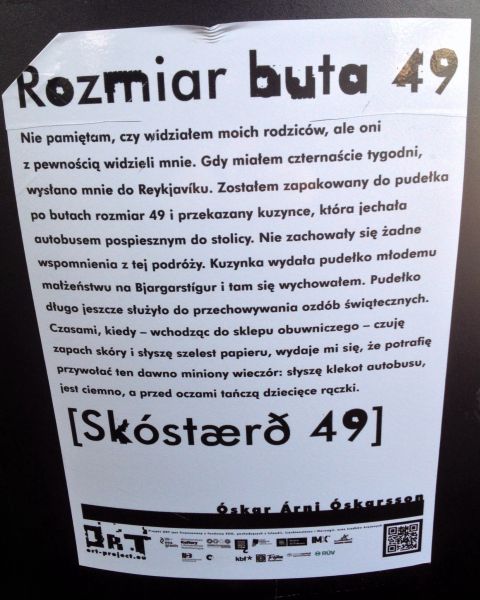 Rozmiar buta 49
Nie pamiętam, czy widziałem moich rodziców, ale oni
z pewnością widzieli mnie. Gdy miałem czternaście tygodni,
wysłano mnie do Reykjavíku. Zostałem zapakowany do pudełka
po butach rozmiar 49 i przekazany kuzynce, która jechała
autobusem pospiesznym do stolicy. Nie zachowały się żadne
wspomnienia z tej podróży. Kuzynka wydała pudełko młodemu
małżeństwu na Bjargarstígur i tam się wychowałem. Pudełko
długo jeszcze służyło do przechowywania ozdób świątecznych.
Czasami, kiedy – wchodząc do sklepu obuwniczego – czuję
zapach skóry i słyszę szelest papieru, wydaje mi się, że potrafię
przywołać ten dawno miniony wieczór: słyszę klekot autobusu,
jest ciemno, a przed oczami tańczą dziecięce rączki.
[Skóstærð 49]
Óskar Árni Óskarsson
ORT
ort-project.eu
RÚV